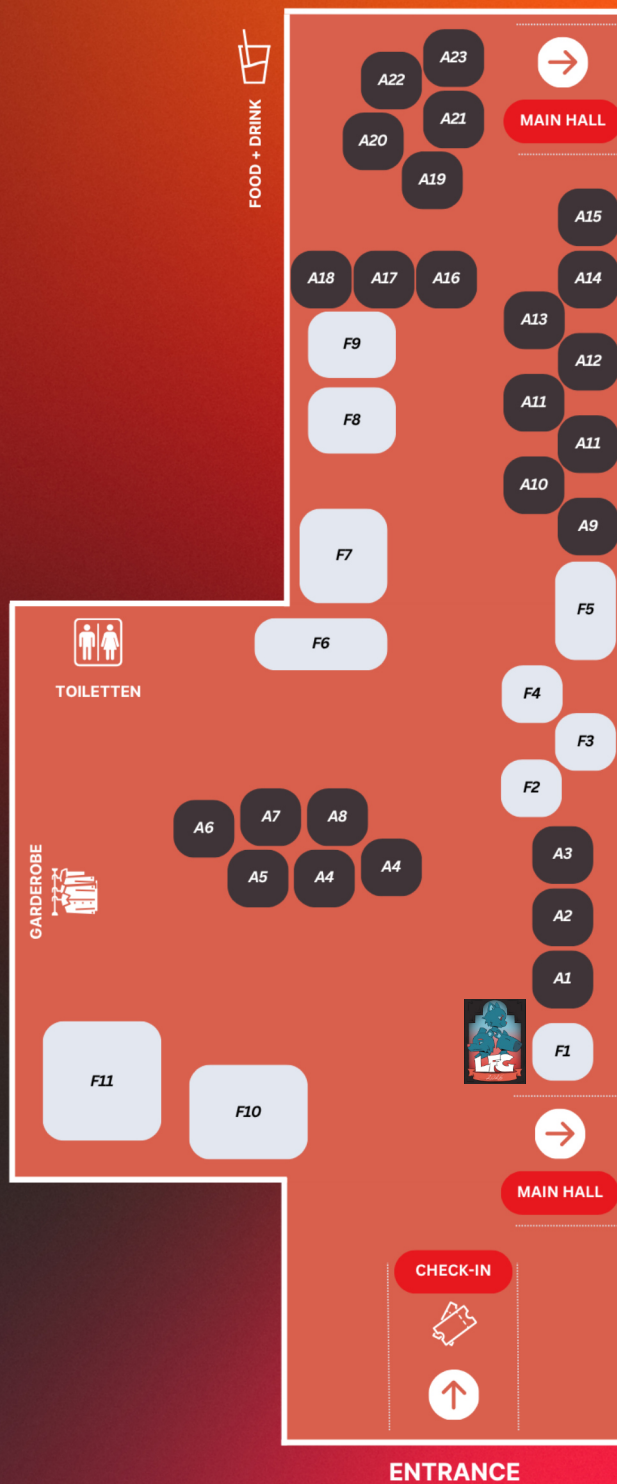 A23
A22
MAIN HALL
A21
A20
FOOD + DRINK
A19
A15
A18
A17
A16
A14
A13
F9
A12
F8
A11
A11
A10
A9
F7
F5
F6
TOILETTEN
F4
F3
F2
A7
A8
A6
A3
A4
A5
A4
GARDEROBE
A2
A1
F1
LFC
F11
F10
MAIN HALL
CHECK-IN
ENTRANCE